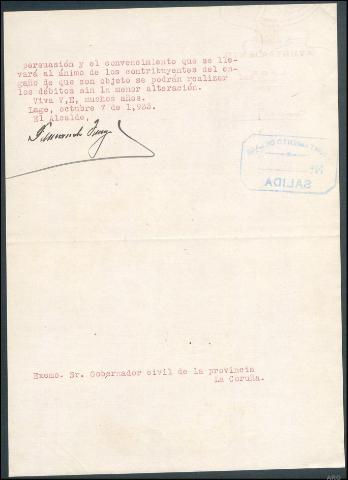 persuasión y el convencimiento que se lle-
vará al ánimo de los contribuyentes del en-
gaño de que son objeto se podrán realizar
los débitos sin la menor alteración.
Viva V.E. muchos años.
Lage, octubre 7 de 1,933.
El Alcalde,
SALIDA
Excmo. Sr. Gobernador civil de la provincia
La Coruña.